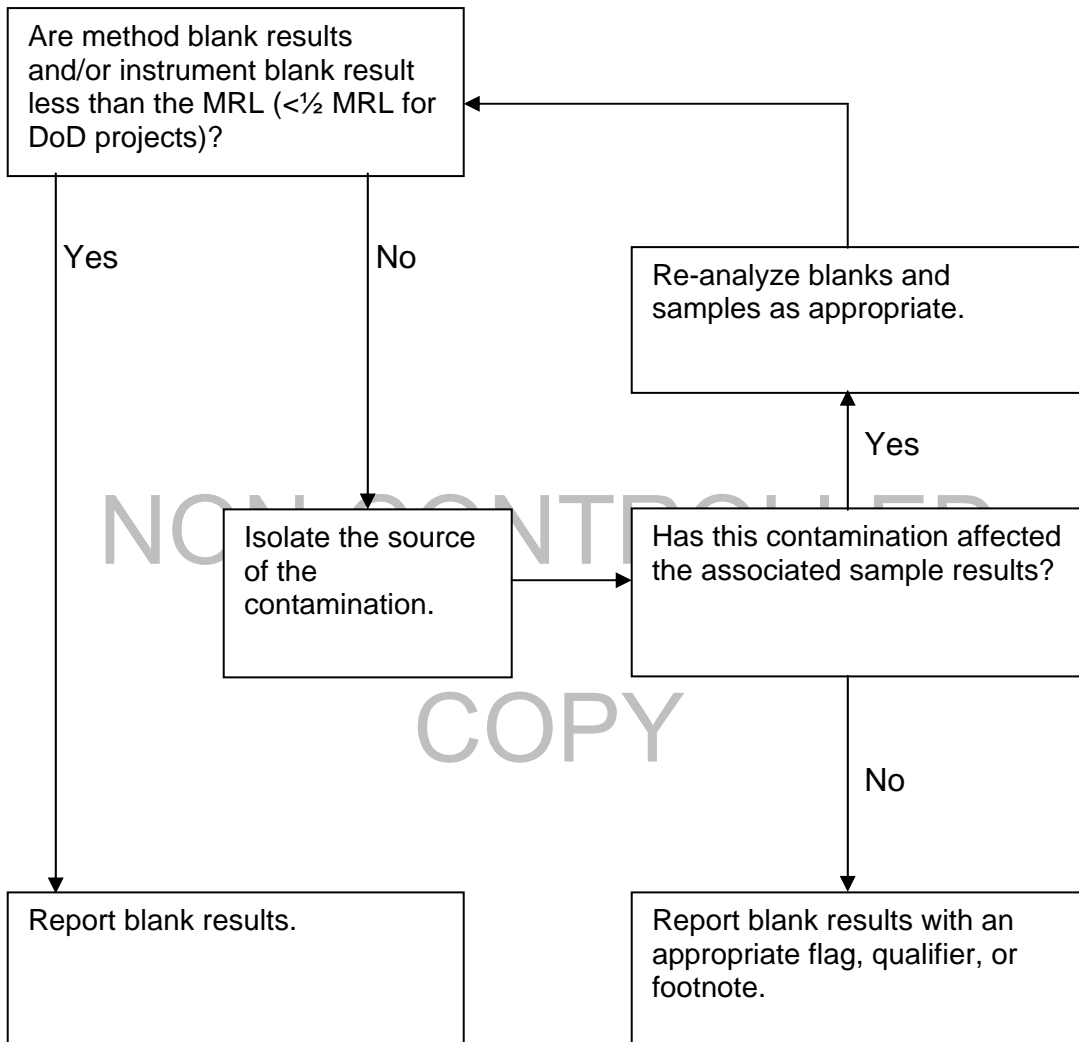 Are method blank results
and/or instrument blank result
less than the MRL (<½ MRL for
DoD projects)?
Yes
No
Re-analyze blanks and
samples as appropriate.
Yes
NON-CONTROLLED
Isolate the source
of the
contamination.
Has this contamination affected
the associated sample results?
COPY
No
Report blank results.
Report blank results with an
appropriate flag, qualifier, or
footnote.